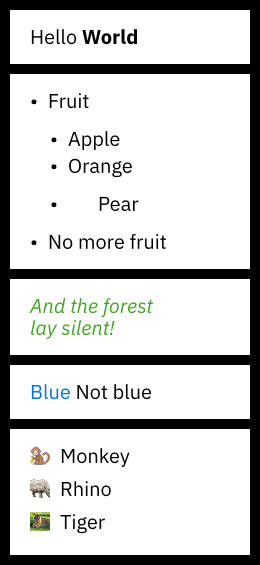 Hello World
• Fruit
• Apple
• Orange
• Pear
• No more fruit
And the forest
lay silent!
Blue Not blue
Monkey
Rhino
Tiger